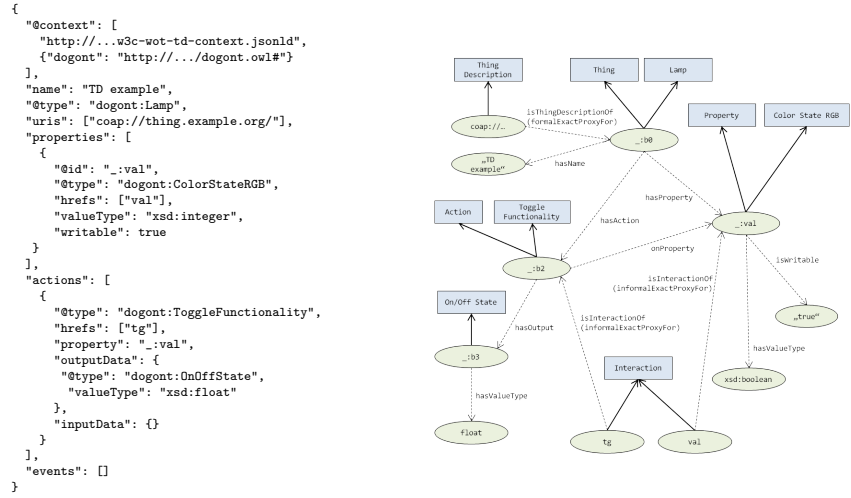 {
"@context": [
"http://...w3c-wot-td-context.jsonld",
{"dogont": "http://.../dogont.owl#"}
],
"name": "TD example",
"@type": "dogont:Lamp",
"uris": ["coap://thing.example.org/"],
"properties": [
{
"@id": "_:val",
"@type": "dogont:ColorStateRGB",
"hrefs": ["val"],
"valueType": "xsd:integer",
"writable": true
}
],
"actions": [
{
"@type": "dogont:ToggleFunctionality",
"hrefs": ["tg"],
"property": "_:val",
"outputData": {
"@type": "dogont:OnOffState",
"valueType": "xsd:float"
},
"inputData": {}
}
],
"events": []
}
Thing
Description
Thing
Lamp
isThingDescriptionOf
(formalExactProxyFor)
coap://…
_:b0
Property
Color State RGB
„TD
example“
hasName
hasProperty
Action
Toggle
Functionality
hasAction
_:val
onProperty
_:b2
isInteractionOf
(informalExactProxyFor)
isWritable
On/Off State
hasOutput
isInteractionOf
(informalExactProxyFor)
„true“
_:b3
hasValueType
Interaction
xsd:boolean
hasValueType
float
tg
val